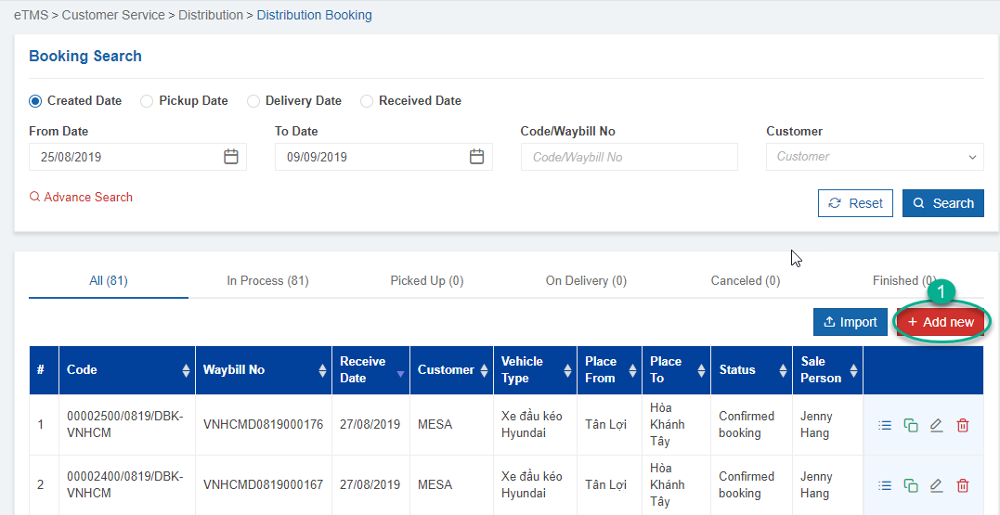 eTMS > Customer Service > Distribution > Distribution Booking
Booking Search
Created Date Pickup Date Delivery Date Received Date
From Date To Date Code/Waybill No Customer
25/08/2019 09/09/2019 Code/Waybill No Customer
Advance Search Reset Search
All (81) In Process (81) Picked Up (0) On Delivery (0) Canceled (0) Finished (0)
1
Import + Add new
# Code Waybill No Receive Date Customer Vehicle Type Place From Place To Status Sale Person
1 00002500/0819/DBK-VNHCM VNHCMD0819000176 27/08/2019 MESA Xe đầu kéo Hyundai Tân Lợi Hòa Khánh Tây Confirmed booking Jenny Hang
2 00002400/0819/DBK-VNHCM VNHCMD0819000167 27/08/2019 MESA Xe đầu kéo Hyundai Tân Lợi Hòa Khánh Tây Confirmed booking Jenny Hang